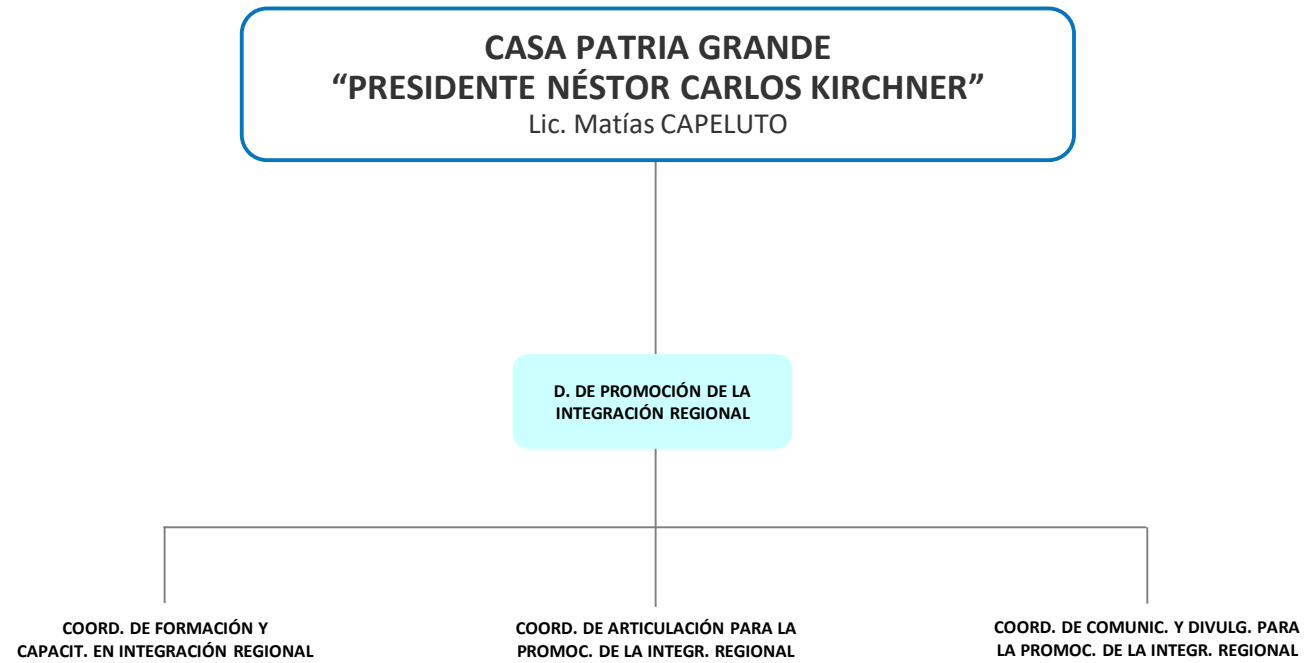 CASA PATRIA GRANDE
“PRESIDENTE NÉSTOR CARLOS KIRCHNER”
Lic. Matías CAPELUTO
D. DE PROMOCIÓN DE LA
INTEGRACIÓN REGIONAL
COORD. DE FORMACIÓN Y
CAPACIT. EN INTEGRACIÓN REGIONAL
COORD. DE ARTICULACIÓN PARA LA
PROMOC. DE LA INTEGR. REGIONAL
COORD. DE COMUNIC. Y DIVULG. PARA
LA PROMOC. DE LA INTEGR. REGIONAL